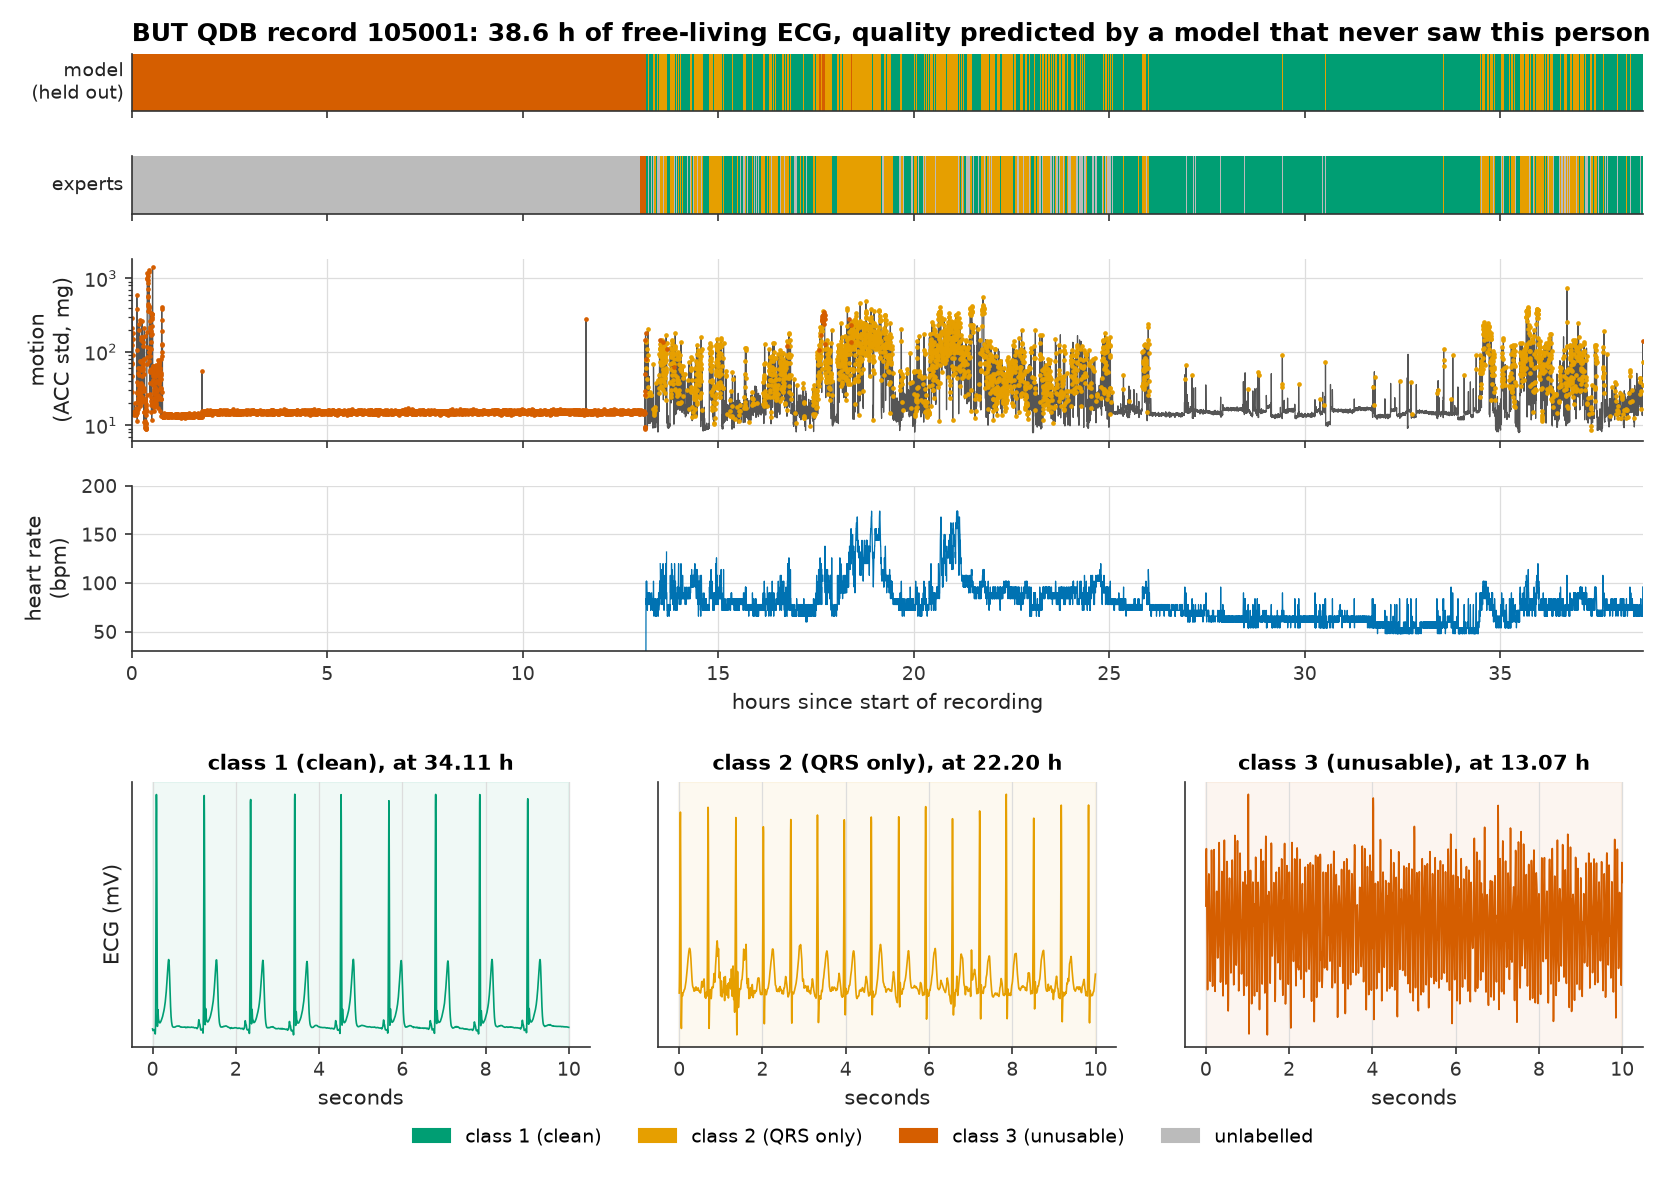 BUT QDB record 105001: 38.6 h of free-living ECG, quality predicted by a model that never saw this person
model
(held out)
experts
motion
(ACC std, mg)
10³
10²
10¹
heart rate
(bpm)
200
150
100
50
0 5 10 15 20 25 30 35
hours since start of recording
class 1 (clean), at 34.11 h
class 2 (QRS only), at 22.20 h
class 3 (unusable), at 13.07 h
ECG (mV)
0 2 4 6 8 10
0 2 4 6 8 10
0 2 4 6 8 10
seconds
seconds
seconds
class 1 (clean)
class 2 (QRS only)
class 3 (unusable)
unlabelled